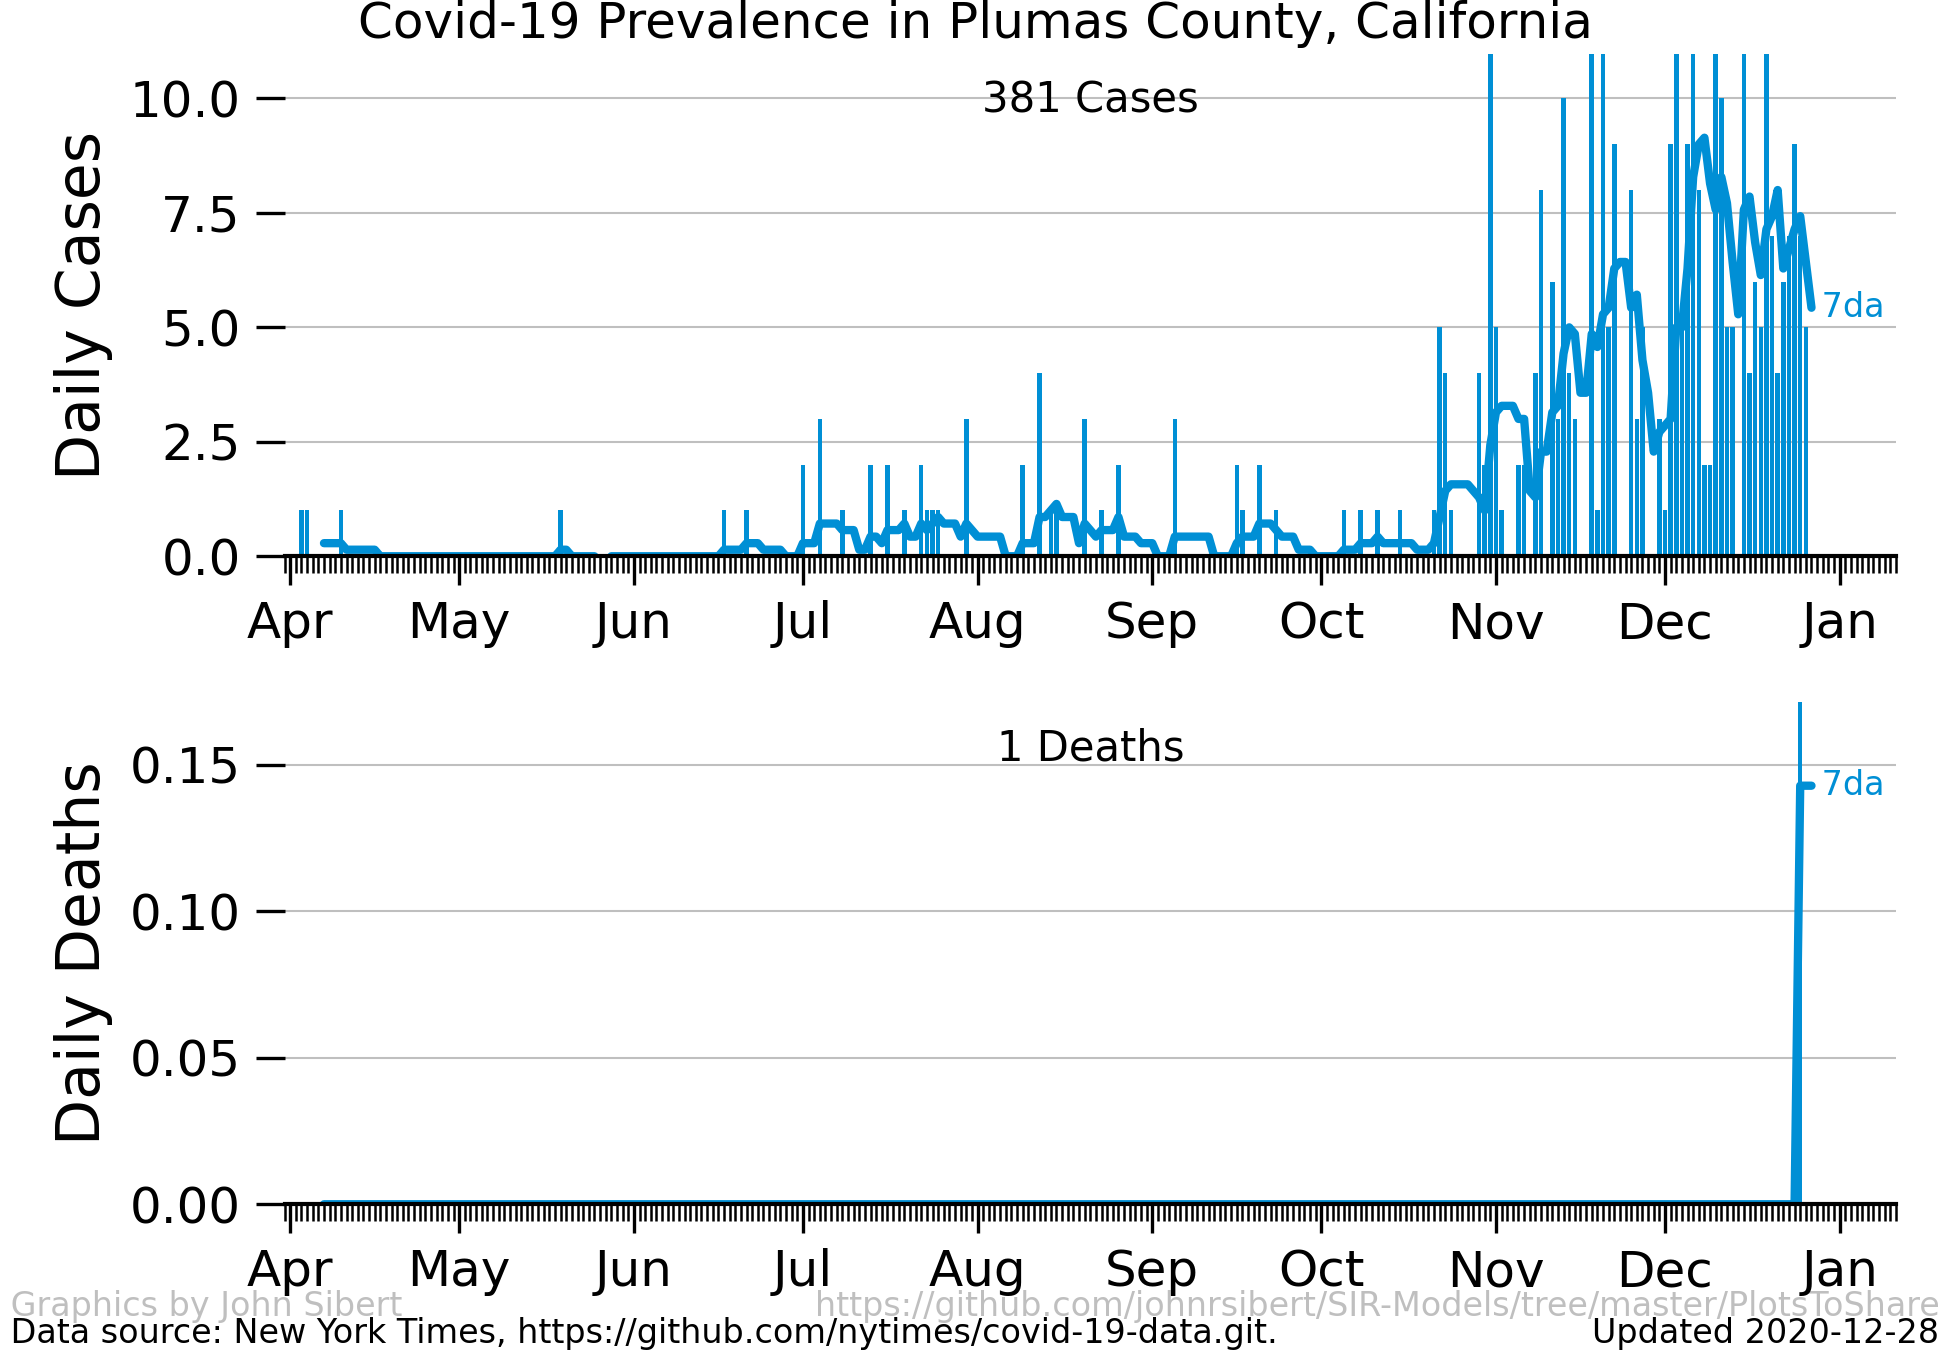 Covid-19 Prevalence in Plumas County, California
381 Cases
Daily Cases
10.0
7.5
5.0
2.5
0.0
7da
Apr May Jun Jul Aug Sep Oct Nov Dec Jan
1 Deaths
Daily Deaths
0.15
0.10
0.05
0.00
7da
Apr May Jun Jul Aug Sep Oct Nov Dec Jan
Graphics by John Sibert https://github.com/johnrsibert/SIR-Models/tree/master/PlotsToShare
Data source: New York Times, https://github.com/nytimes/covid-19-data.git. Updated 2020-12-28